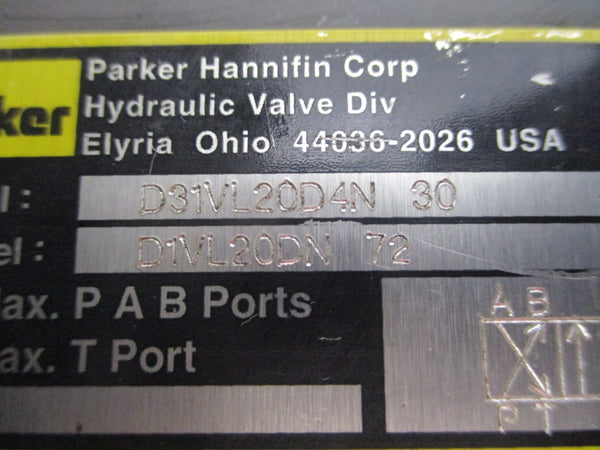 ker
Parker Hannifin Corp
Hydraulic Valve Div
Elyria Ohio 44036-2026 USA
l: D31VL20D4N 30
el: D1VL20DN 72
ax. P A B Ports
ax. T Port
A B
P T